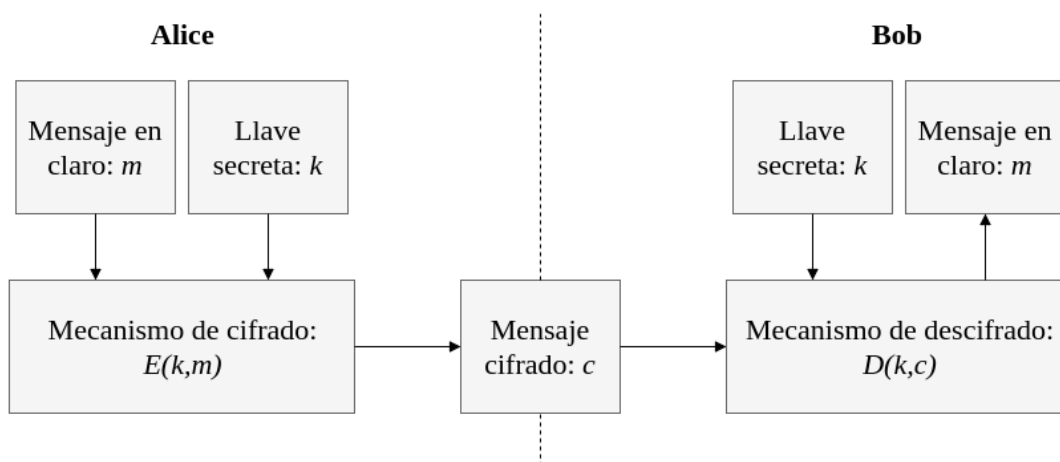 Alice
Bob
Mensaje en
claro: m
Llave
secreta: k
Llave
secreta: k
Mensaje en
claro: m
Mecanismo de cifrado:
E(k,m)
Mensaje
cifrado: c
Mecanismo de descifrado:
D(k,c)